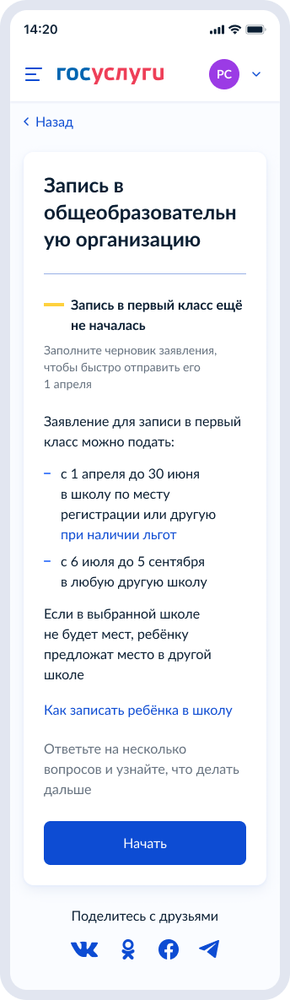 14:20
госуслуги
РС
Назад
Запись в
общеобразовательн
ую организацию
Запись в первый класс ещё
не началась
Заполните черновик заявления,
чтобы быстро отправить его
1 апреля
Заявление для записи в первый
класс можно подать:
– с 1 апреля до 30 июня
в школу по месту
регистрации или другую
при наличии льгот
– с 6 июля до 5 сентября
в любую другую школу
Если в выбранной школе
не будет мест, ребёнку
предложат место в другой
школе
Как записать ребёнка в школу
Ответьте на несколько
вопросов и узнайте, что делать
дальше
Начать
Поделитесь с друзьями